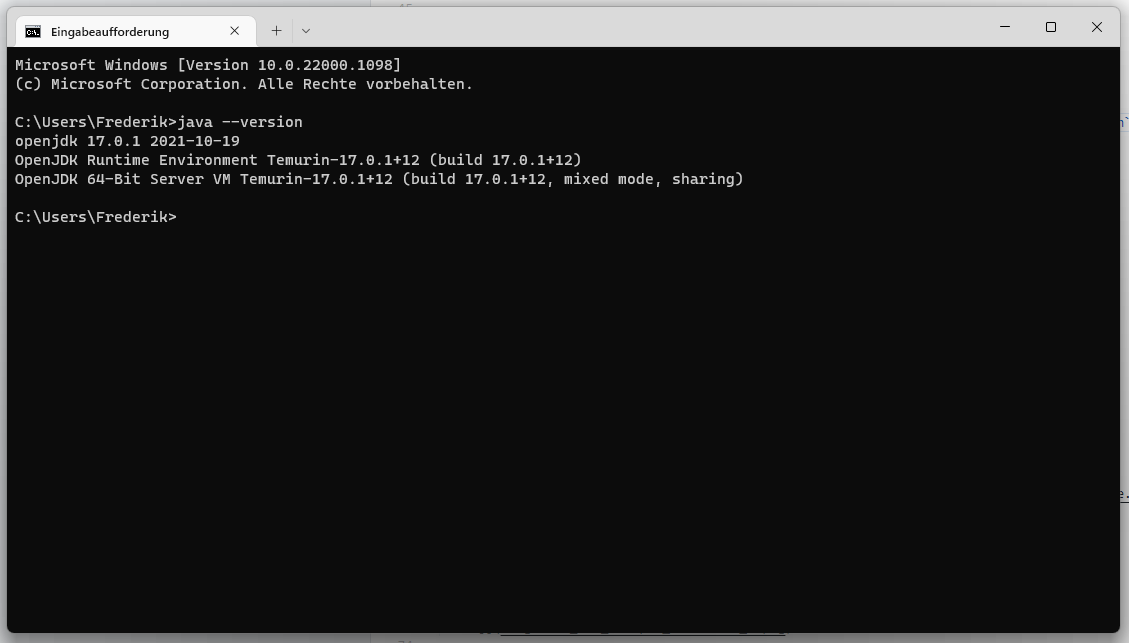 Eingabeaufforderung
Microsoft Windows [Version 10.0.22000.1098]
(c) Microsoft Corporation. Alle Rechte vorbehalten.
C:\Users\Frederik>java --version
openjdk 17.0.1 2021-10-19
OpenJDK Runtime Environment Temurin-17.0.1+12 (build 17.0.1+12)
OpenJDK 64-Bit Server VM Temurin-17.0.1+12 (build 17.0.1+12, mixed mode, sharing)
C:\Users\Frederik>